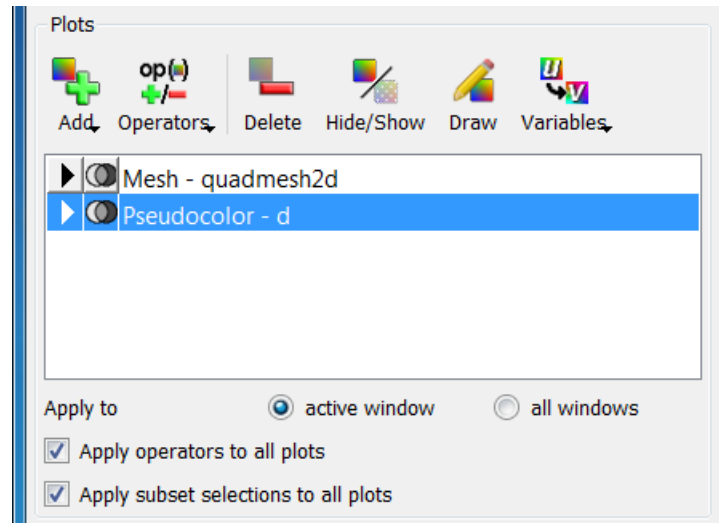 Plots
op(▪)
+/−
U
V
Add Operators Delete Hide/Show Draw Variables
Mesh - quadmesh2d
Pseudocolor - d
Apply to active window all windows
Apply operators to all plots
Apply subset selections to all plots